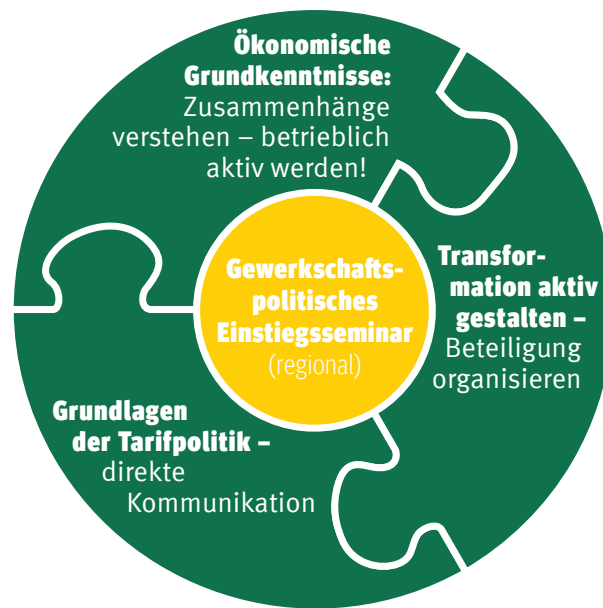 Ökonomische
Grundkenntnisse:
Zusammenhänge
verstehen – betrieblich
aktiv werden!
Gewerkschafts-
politisches
Einstiegsseminar
(regional)
Transfor-
mation aktiv
gestalten –
Beteiligung
organisieren
Grundlagen
der Tarifpolitik –
direkte
Kommunikation